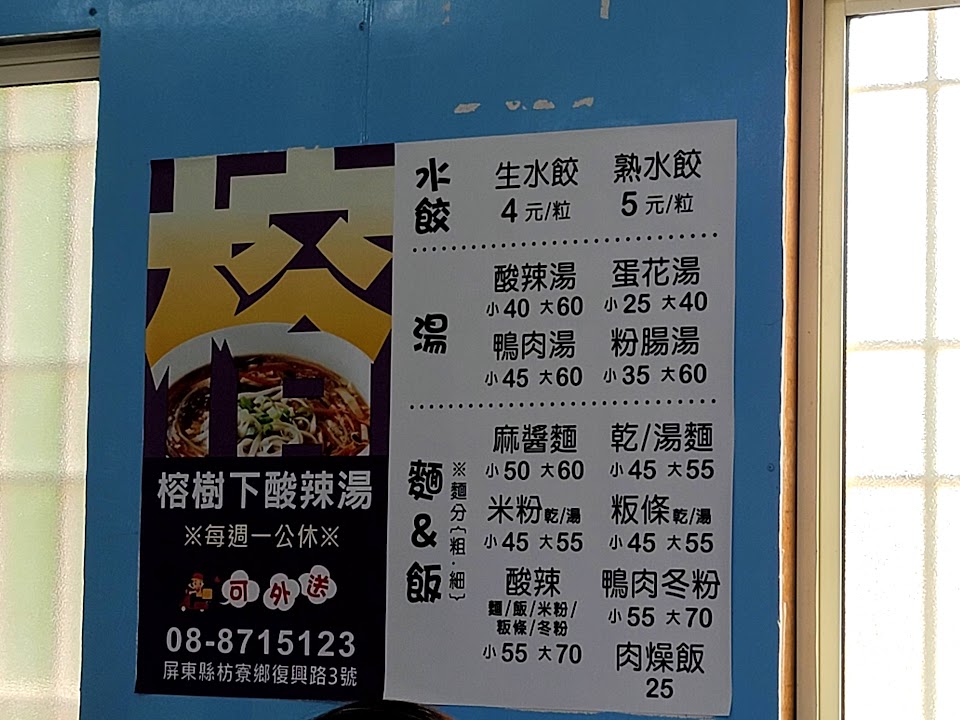 榕
榕樹下酸辣湯
※每週一公休※
可外送
08-8715123
屏東縣枋寮鄉復興路3號
水餃
生水餃 熟水餃
4元/粒 5元/粒
湯
酸辣湯 蛋花湯
小40 大60 小25 大40
鴨肉湯 粉腸湯
小45 大60 小35 大60
麵&飯
※麵分(粗.細)
麻醬麵 乾/湯麵
小50 大60 小45 大55
米粉乾/湯 粄條乾/湯
小45 大55 小45 大55
酸辣 鴨肉冬粉
麵/飯/米粉/
粄條/冬粉
小55 大70 小55 大70
肉燥飯
25